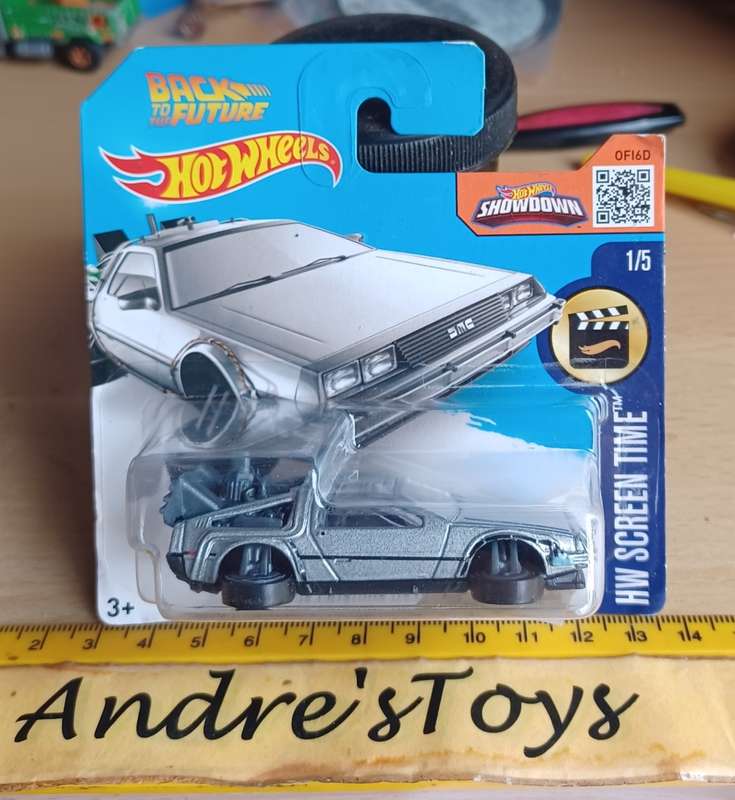 BACK
TO THE FUTURE
Hot Wheels
OFI6D
Hot Wheels
SHOWDOWN
1/5
DMC
HW SCREEN TIME™
3+
2 3 4 5 6 7 8 9 10 11 12 13 14
Andre'sToys